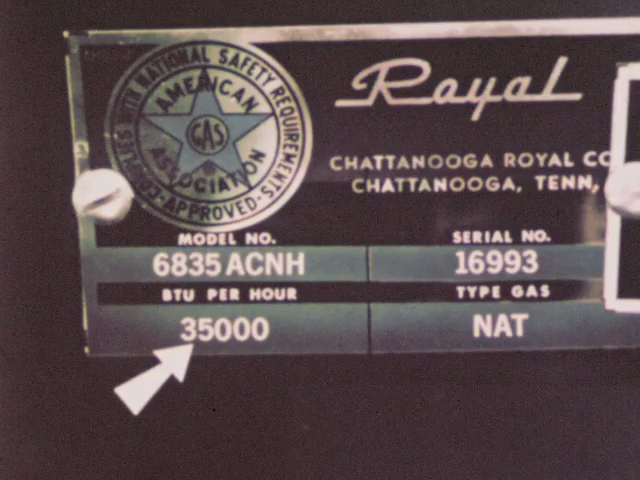 COMPLIES WITH NATIONAL SAFETY REQUIREMENTS
·APPROVED·
AMERICAN
GAS
ASSOCIATION
Royal
CHATTANOOGA ROYAL CO
CHATTANOOGA, TENN,
MODEL NO. SERIAL NO.
6835 ACNH 16993
BTU PER HOUR TYPE GAS
35000 NAT